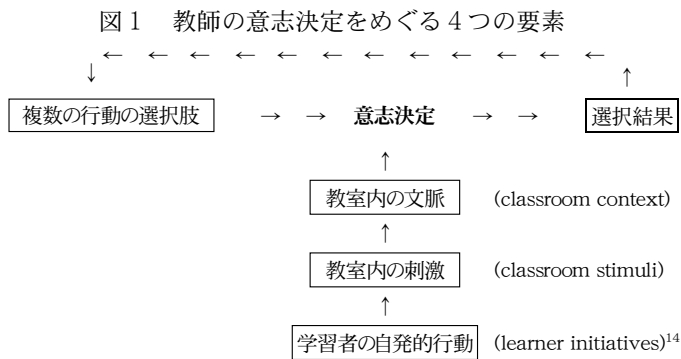 図1 教師の意志決定をめぐる4つの要素
← ← ← ← ← ← ← ← ← ← ← ←
↓ ↑
複数の行動の選択肢 → → 意志決定 → → 選択結果
↑
教室内の文脈 (classroom context)
↑
教室内の刺激 (classroom stimuli)
↑
学習者の自発的行動 (learner initiatives)14